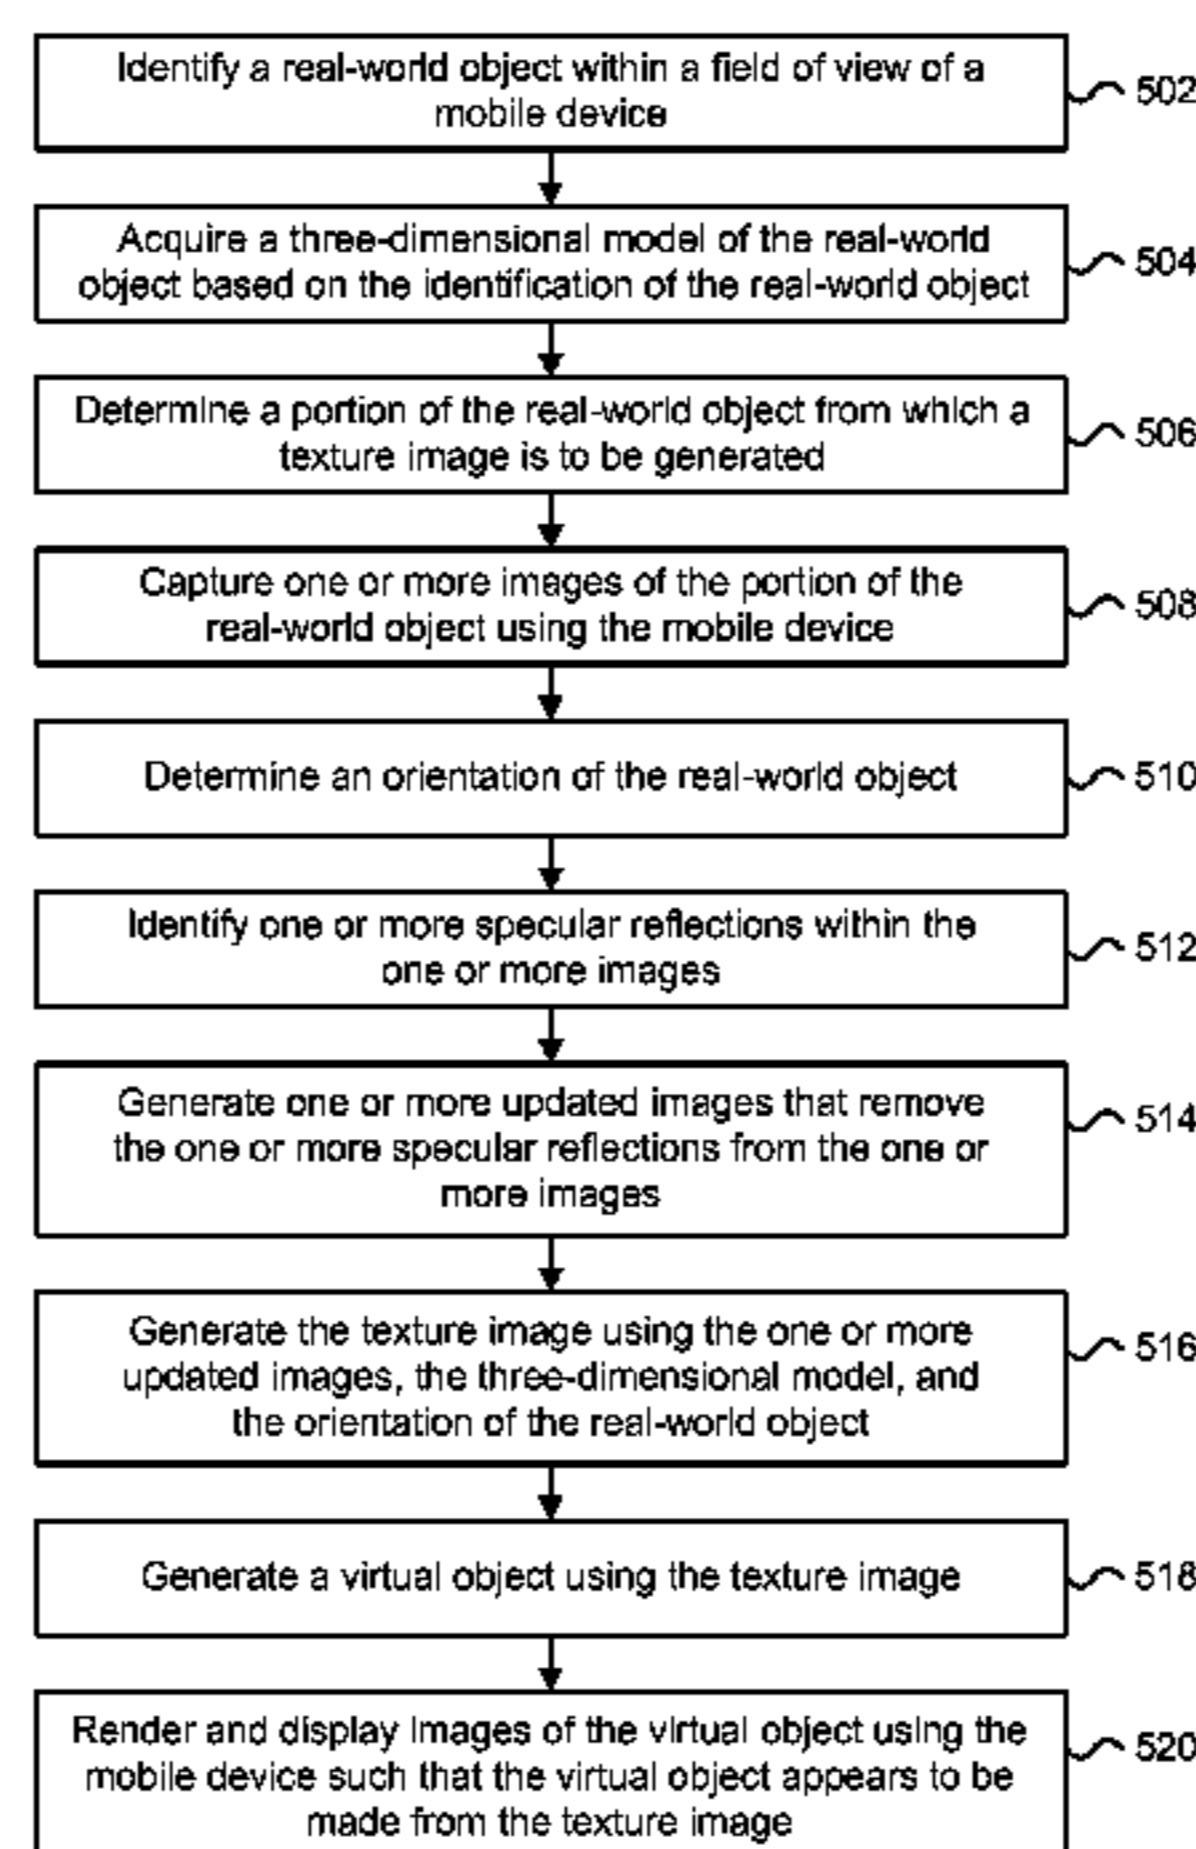 Identify a real-world object within a field of view of a
mobile device
502
Acquire a three-dimensional model of the real-world
object based on the identification of the real-world object
504
Determine a portion of the real-world object from which a
texture image is to be generated
506
Capture one or more images of the portion of the
real-world object using the mobile device
508
Determine an orientation of the real-world object
510
Identify one or more specular reflections within the
one or more images
512
Generate one or more updated images that remove
the one or more specular reflections from the one or
more images
514
Generate the texture image using the one or more
updated images, the three-dimensional model, and
the orientation of the real-world object
516
Generate a virtual object using the texture image
518
Render and display images of the virtual object using the
mobile device such that the virtual object appears to be
made from the texture image
520